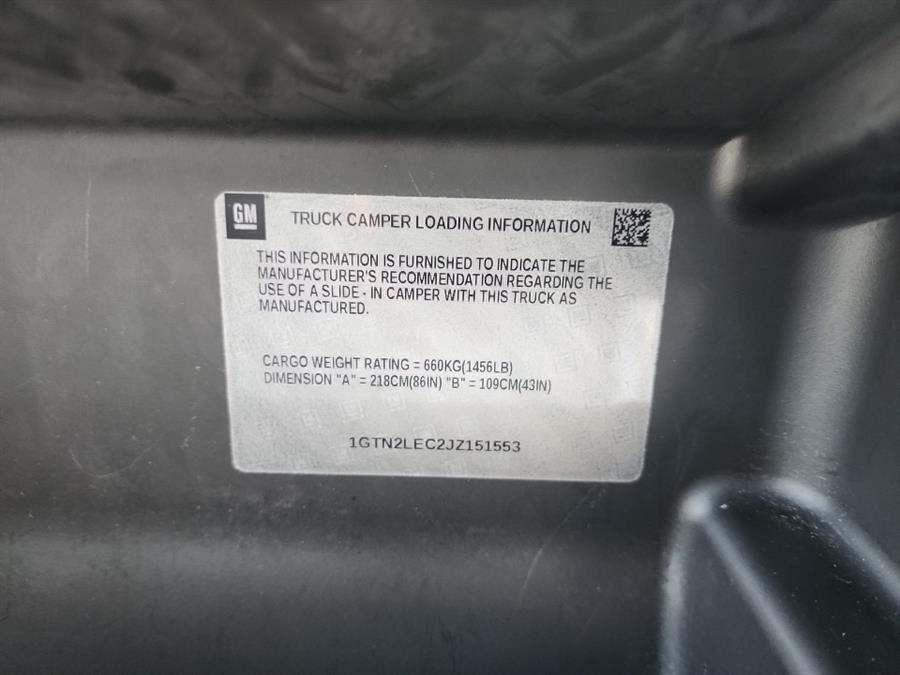 GM
TRUCK CAMPER LOADING INFORMATION
THIS INFORMATION IS FURNISHED TO INDICATE THE
MANUFACTURER'S RECOMMENDATION REGARDING THE
USE OF A SLIDE - IN CAMPER WITH THIS TRUCK AS
MANUFACTURED.
CARGO WEIGHT RATING = 660KG(1456LB)
DIMENSION "A" = 218CM(86IN) "B" = 109CM(43IN)
1GTN2LEC2JZ151553